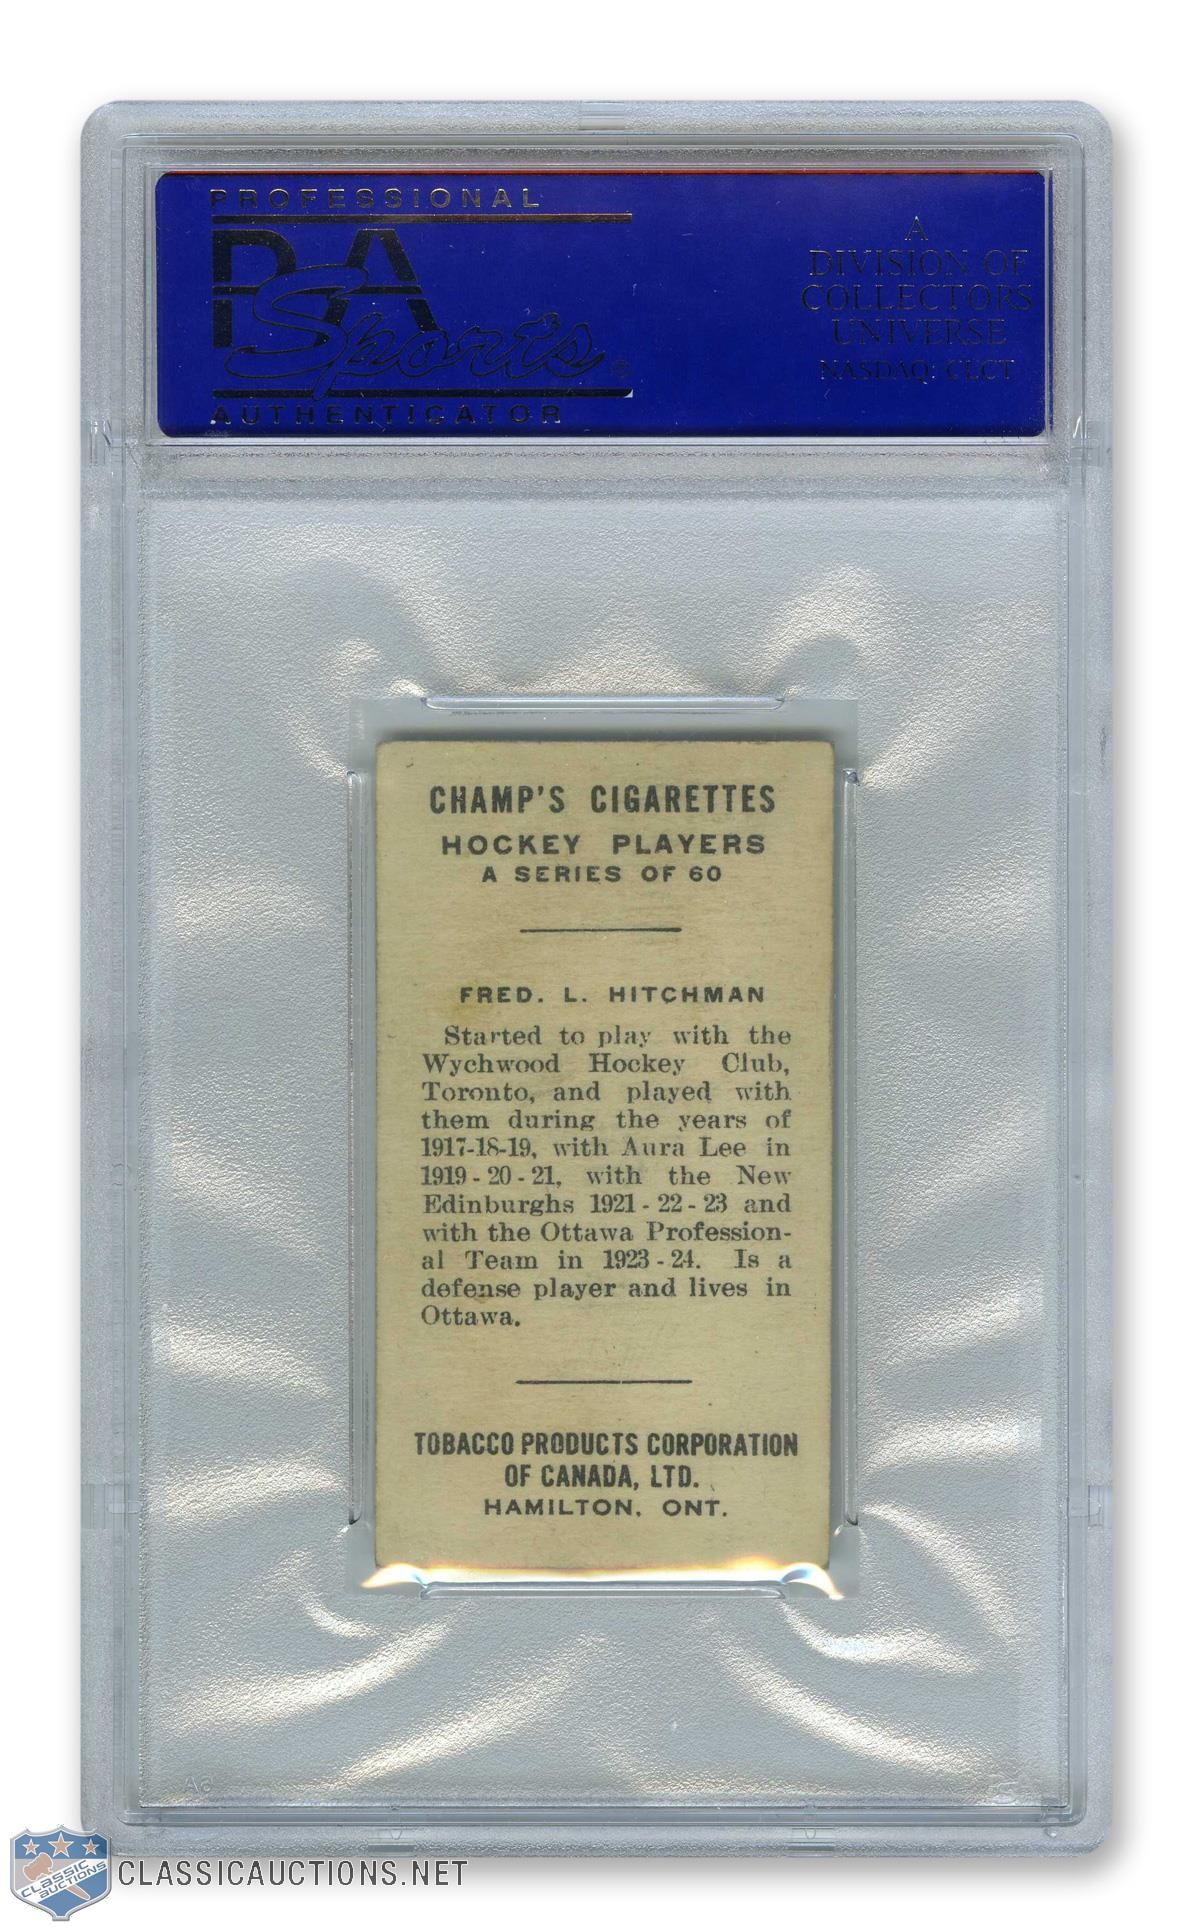 PROFESSIONAL
PSA
Sports®
AUTHENTICATOR
A
DIVISION OF
COLLECTORS
UNIVERSE
NASDAQ: CLCT
CHAMP'S CIGARETTES
HOCKEY PLAYERS
A SERIES OF 60
FRED. L. HITCHMAN
Started to play with the
Wychwood Hockey Club,
Toronto, and played with
them during the years of
1917-18-19, with Aura Lee in
1919 - 20 - 21, with the New
Edinburghs 1921 - 22 - 23 and
with the Ottawa Profession-
al Team in 1923 - 24. Is a
defense player and lives in
Ottawa.
TOBACCO PRODUCTS CORPORATION
OF CANADA, LTD.
HAMILTON, ONT.
CLASSIC
AUCTIONS
CLASSICAUCTIONS.NET